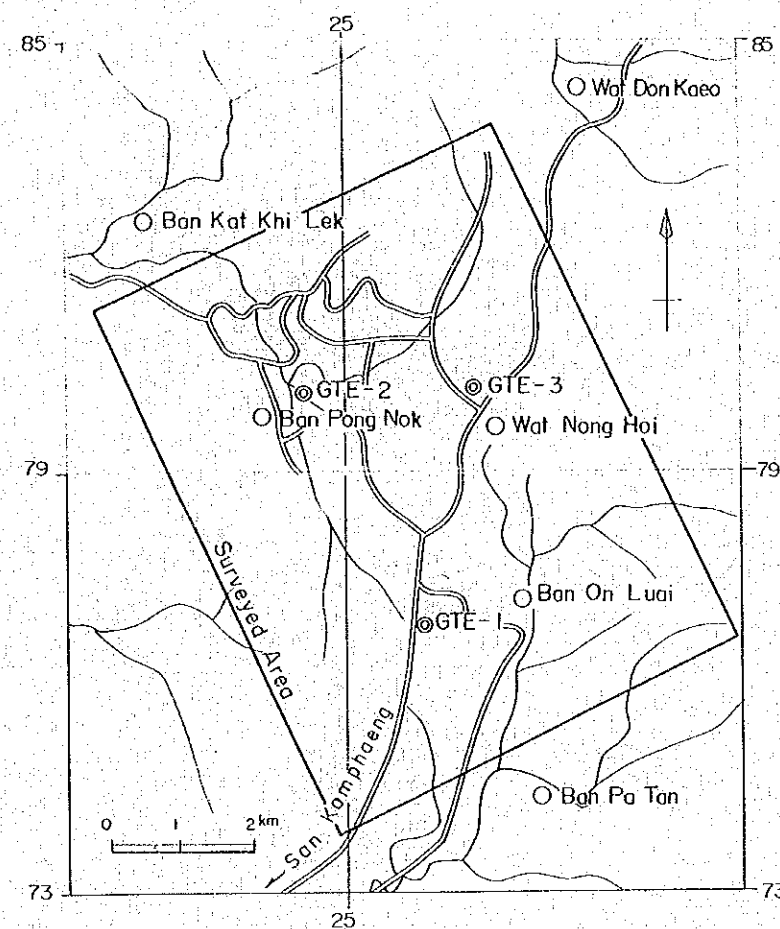 25
85
85
Wat Don Kaeo
Ban Kat Khi Lek
GTE-2
GTE-3
Ban Pong Nok
Wat Nong Hoi
79
79
Surveyed Area
Ban On Luai
GTE-1
San Kamphaeng
Ban Pa Tan
0 1 2 km
73
73
25